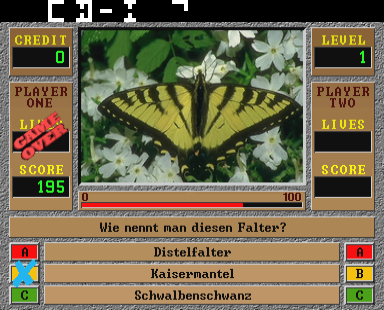 CREDIT
0
LEVEL
1
PLAYER
ONE
GAME
OVER
SCORE
195
PLAYER
TWO
LIVES
SCORE
0
100
Wie nennt man diesen Falter?
A
Distelfalter
A
Kaisermantel
B
C
Schwalbenschwanz
C